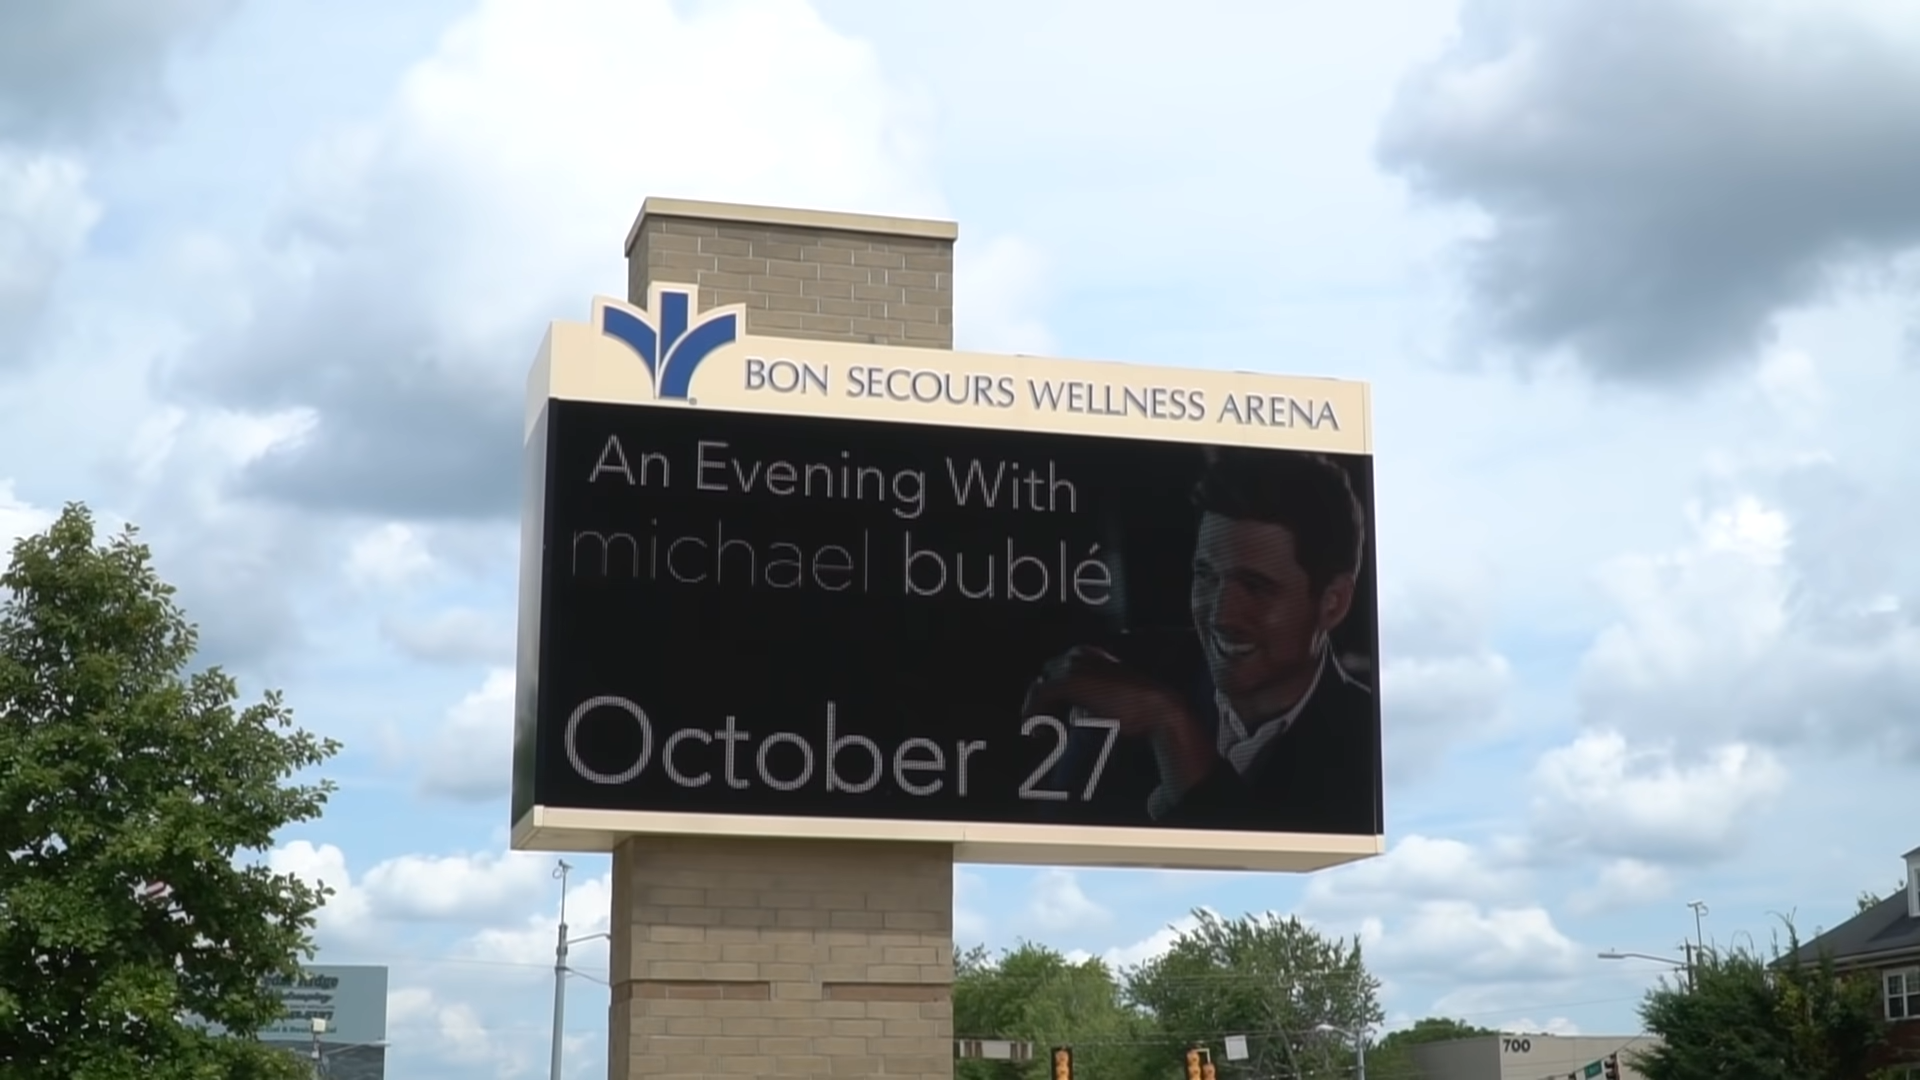 BON SECOURS WELLNESS ARENA
An Evening With
michael bublé
October 27
700